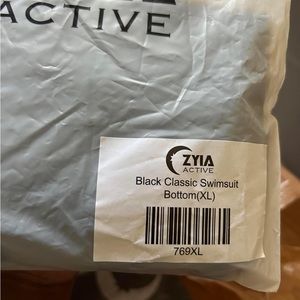 ACTIVE
ZYIA
ACTIVE
Black Classic Swimsuit
Bottom(XL)
769XL